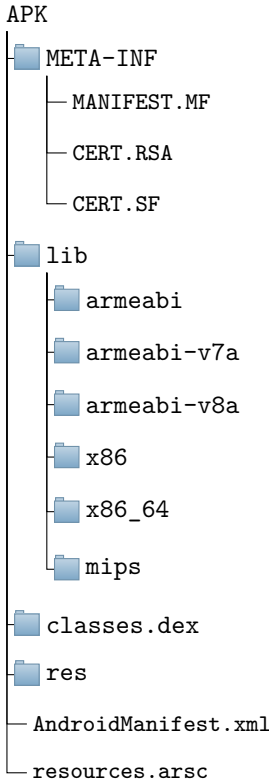 APK
META-INF
MANIFEST.MF
CERT.RSA
CERT.SF
lib
armeabi
armeabi-v7a
armeabi-v8a
x86
x86_64
mips
classes.dex
res
AndroidManifest.xml
resources.arsc